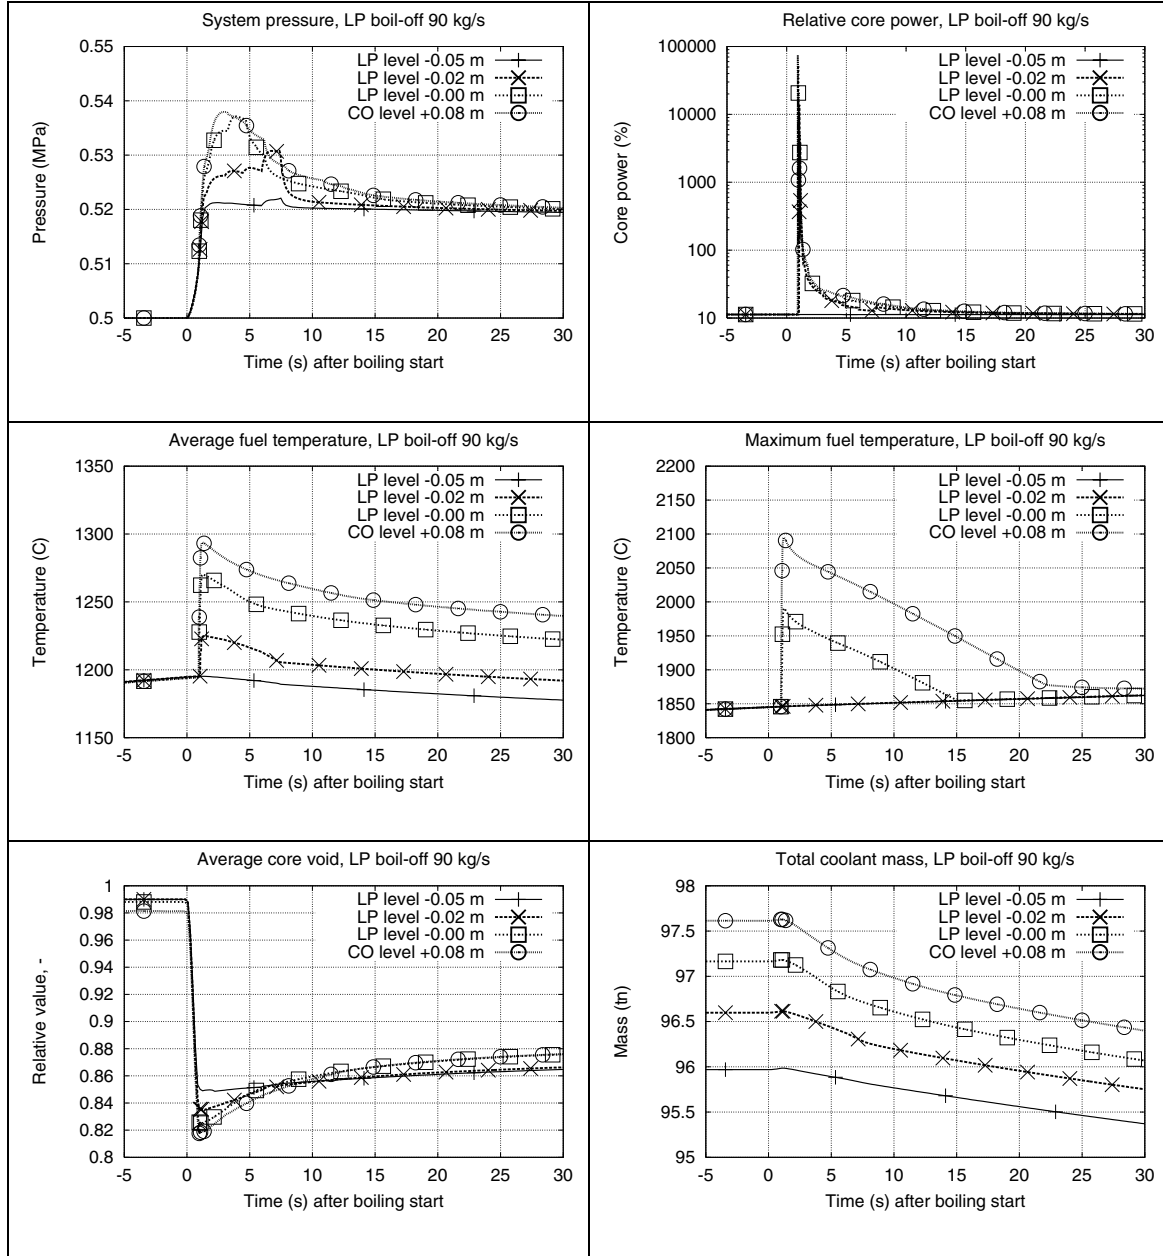 System pressure, LP boil-off 90 kg/s
Pressure (MPa)
0.55
0.54
0.53
0.52
0.51
0.5
LP level -0.05 m
LP level -0.02 m
LP level -0.00 m
CO level +0.08 m
-5 0 5 10 15 20 25 30
Time (s) after boiling start
Relative core power, LP boil-off 90 kg/s
Core power (%)
100000
10000
1000
100
10
LP level -0.05 m
LP level -0.02 m
LP level -0.00 m
CO level +0.08 m
-5 0 5 10 15 20 25 30
Time (s) after boiling start
Average fuel temperature, LP boil-off 90 kg/s
Temperature (C)
1350
1300
1250
1200
1150
LP level -0.05 m
LP level -0.02 m
LP level -0.00 m
CO level +0.08 m
-5 0 5 10 15 20 25 30
Time (s) after boiling start
Maximum fuel temperature, LP boil-off 90 kg/s
Temperature (C)
2200
2150
2100
2050
2000
1950
1900
1850
1800
LP level -0.05 m
LP level -0.02 m
LP level -0.00 m
CO level +0.08 m
-5 0 5 10 15 20 25 30
Time (s) after boiling start
Average core void, LP boil-off 90 kg/s
Relative value, -
1
0.98
0.96
0.94
0.92
0.9
0.88
0.86
0.84
0.82
0.8
LP level -0.05 m
LP level -0.02 m
LP level -0.00 m
CO level +0.08 m
-5 0 5 10 15 20 25 30
Time (s) after boiling start
Total coolant mass, LP boil-off 90 kg/s
Mass (tn)
98
97.5
97
96.5
96
95.5
95
LP level -0.05 m
LP level -0.02 m
LP level -0.00 m
CO level +0.08 m
-5 0 5 10 15 20 25 30
Time (s) after boiling start